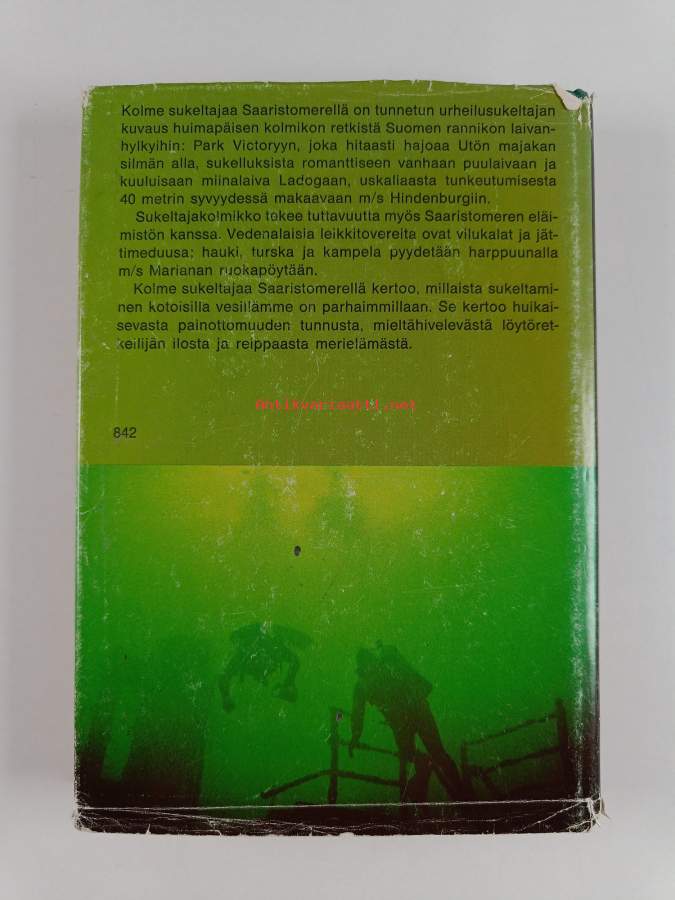 Kolme sukeltajaa Saaristomerellä on tunnetun urheilusukeltajan
kuvaus huimapäisen kolmikon retkistä Suomen rannikon laivan-
hylkyihin: Park Victoryyn, joka hitaasti hajoaa Utön majakan
silmän alla, sukelluksista romanttiseen vanhaan puulaivaan ja
kuuluisaan miinalaiva Ladogaan, uskaliaasta tunkeutumisesta
40 metrin syvyydessä makaavaan m/s Hindenburgiin.
Sukeltajakolmikko tekee tuttavuutta myös Saaristomeren eläi-
mistön kanssa. Vedenalaisia leikkitovereita ovat vilukalat ja jät-
timeduusa; hauki, turska ja kampela pyydetään harppuunalla
m/s Marianan ruokapöytään.
Kolme sukeltajaa Saaristomerellä kertoo, millaista sukeltami-
nen kotoisilla vesillämme on parhaimmillaan. Se kertoo huikai-
sevasta painottomuuden tunnusta, mieltähivelevästä löytöret-
keilijän ilosta ja reippaasta merielämästä.
Antikvariaatti.net
842